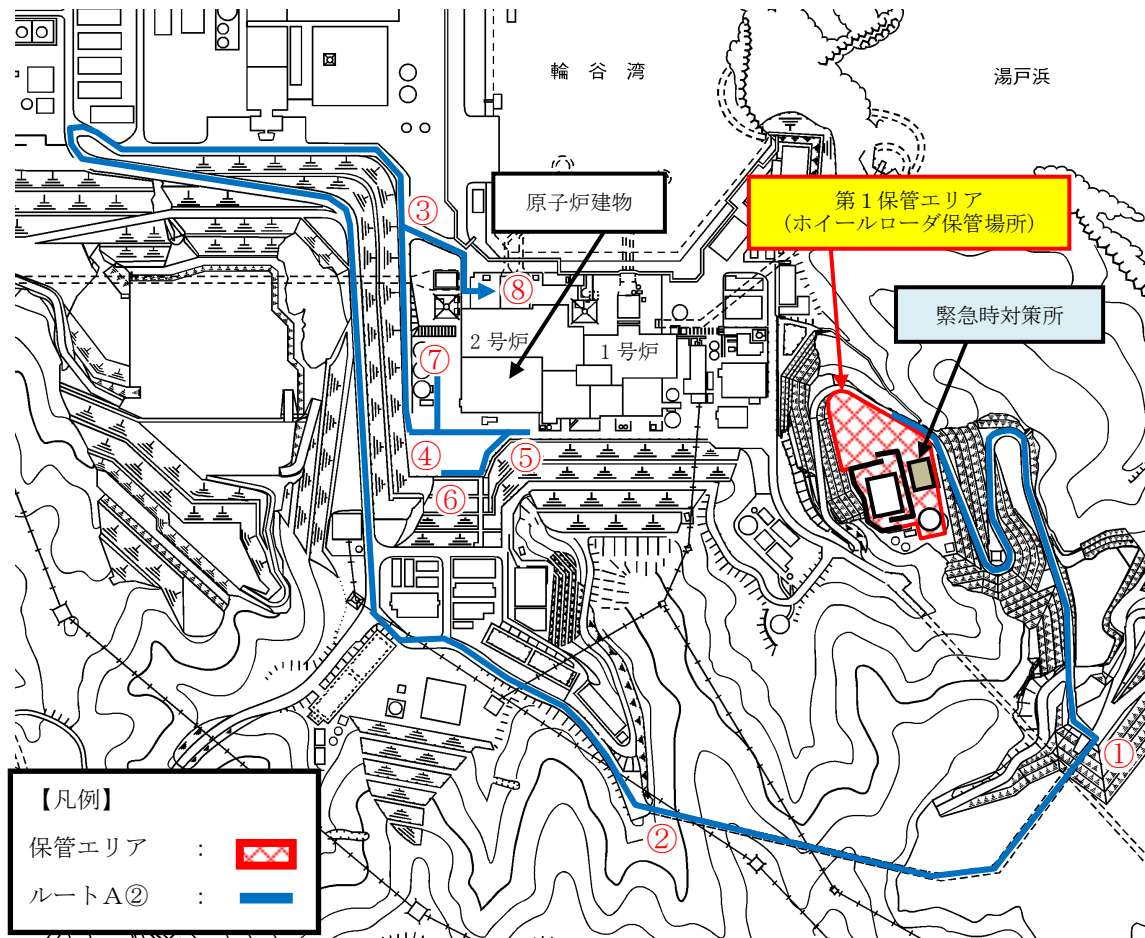 輪谷湾
湯戸浜
原子炉建物
第1保管エリア
(ホイールローダ保管場所)
③
⑧
緊急時対策所
2号炉
1号炉
⑦
④
⑤
⑥
①
②
【凡例】
保管エリア :
ルートA② :